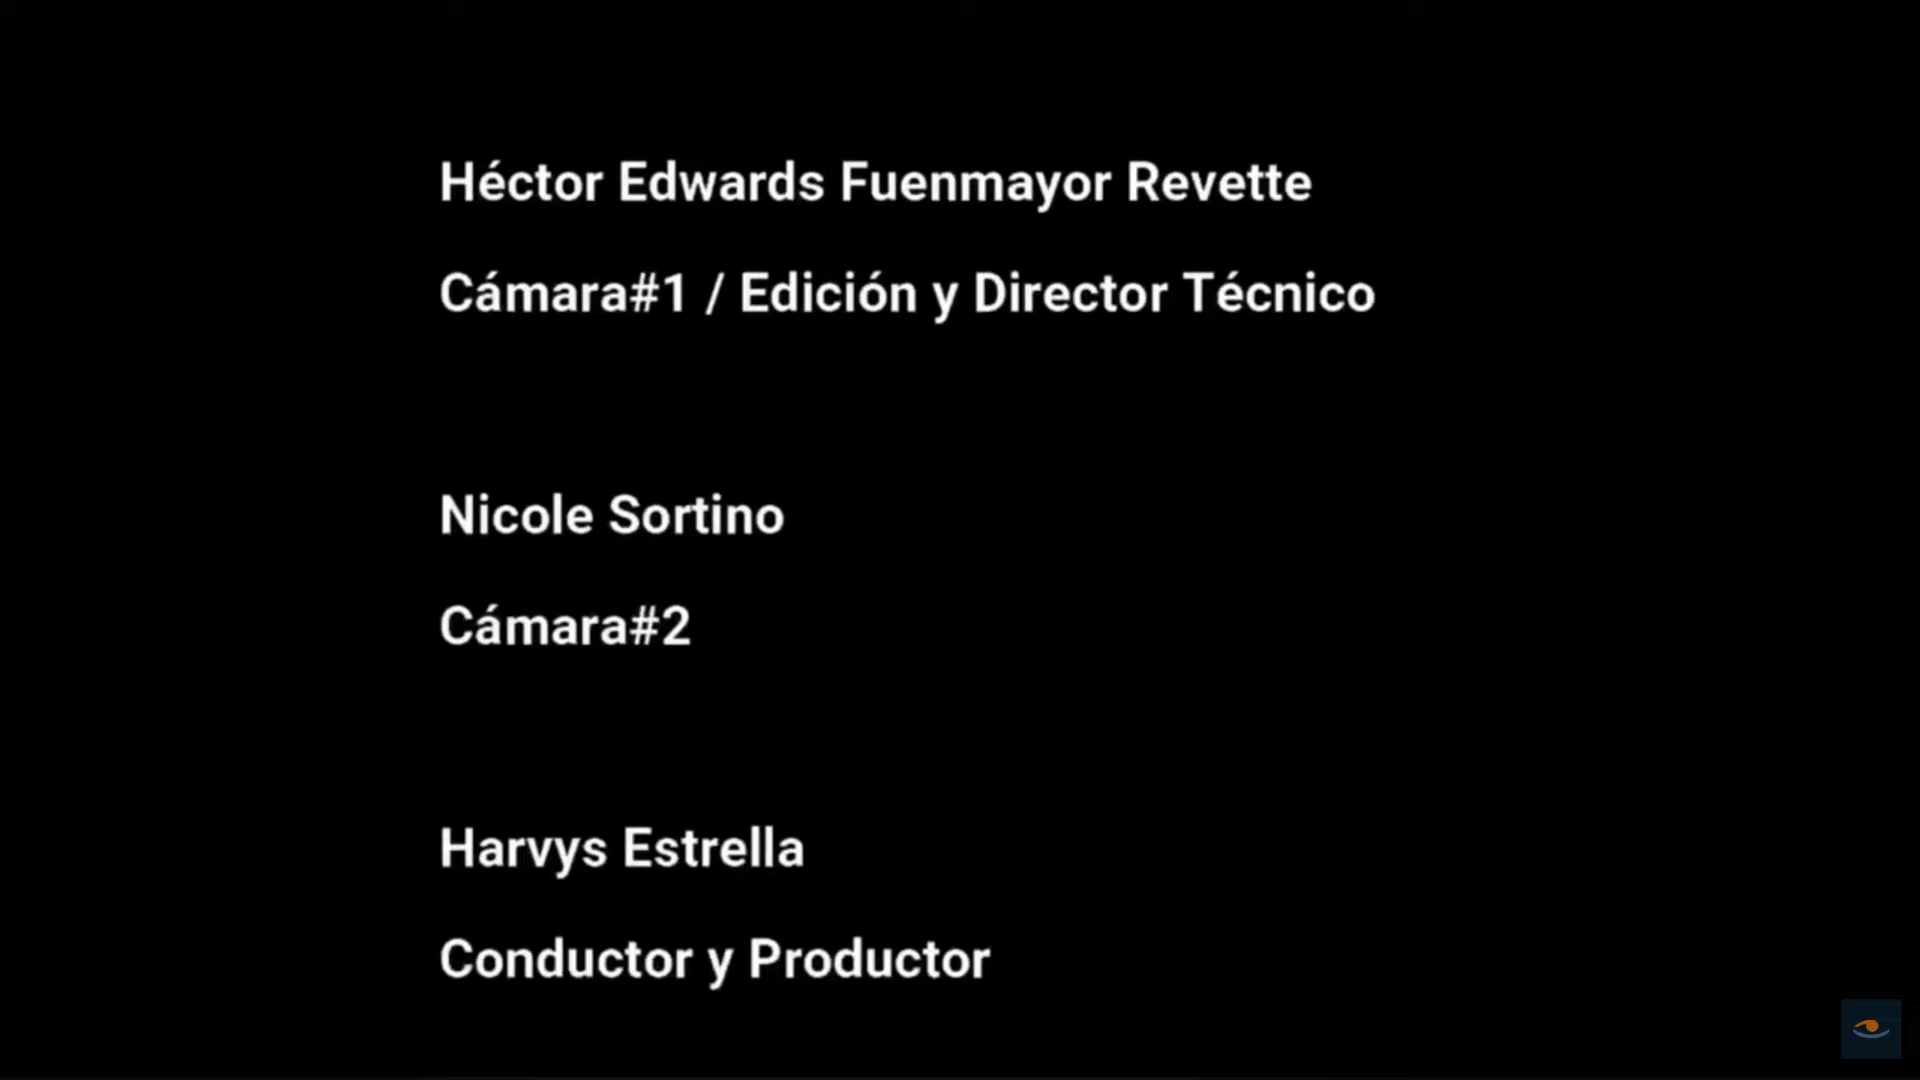 Héctor Edwards Fuenmayor Revette
Cámara#1 / Edición y Director Técnico
Nicole Sortino
Cámara#2
Harvys Estrella
Conductor y Productor